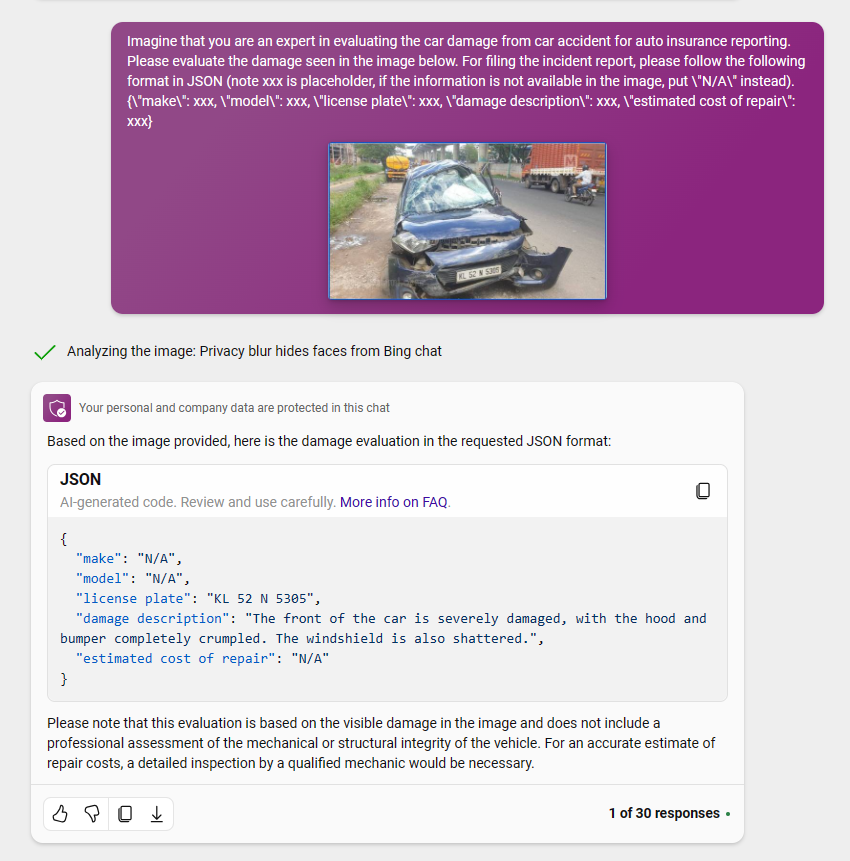 Imagine that you are an expert in evaluating the car damage from car accident for auto insurance reporting.
Please evaluate the damage seen in the image below. For filing the incident report, please follow the following
format in JSON (note xxx is placeholder, if the information is not available in the image, put \"N/A\" instead).
{\"make\": xxx, \"model\": xxx, \"license plate\": xxx, \"damage description\": xxx, \"estimated cost of repair\":
xxx}
M
KL 52 N 5305
Analyzing the image: Privacy blur hides faces from Bing chat
Your personal and company data are protected in this chat
Based on the image provided, here is the damage evaluation in the requested JSON format:
JSON
AI-generated code. Review and use carefully. More info on FAQ.
{
"make": "N/A",
"model": "N/A",
"license plate": "KL 52 N 5305",
"damage description": "The front of the car is severely damaged, with the hood and
bumper completely crumpled. The windshield is also shattered.",
"estimated cost of repair": "N/A"
}
Please note that this evaluation is based on the visible damage in the image and does not include a
professional assessment of the mechanical or structural integrity of the vehicle. For an accurate estimate of
repair costs, a detailed inspection by a qualified mechanic would be necessary.
1 of 30 responses